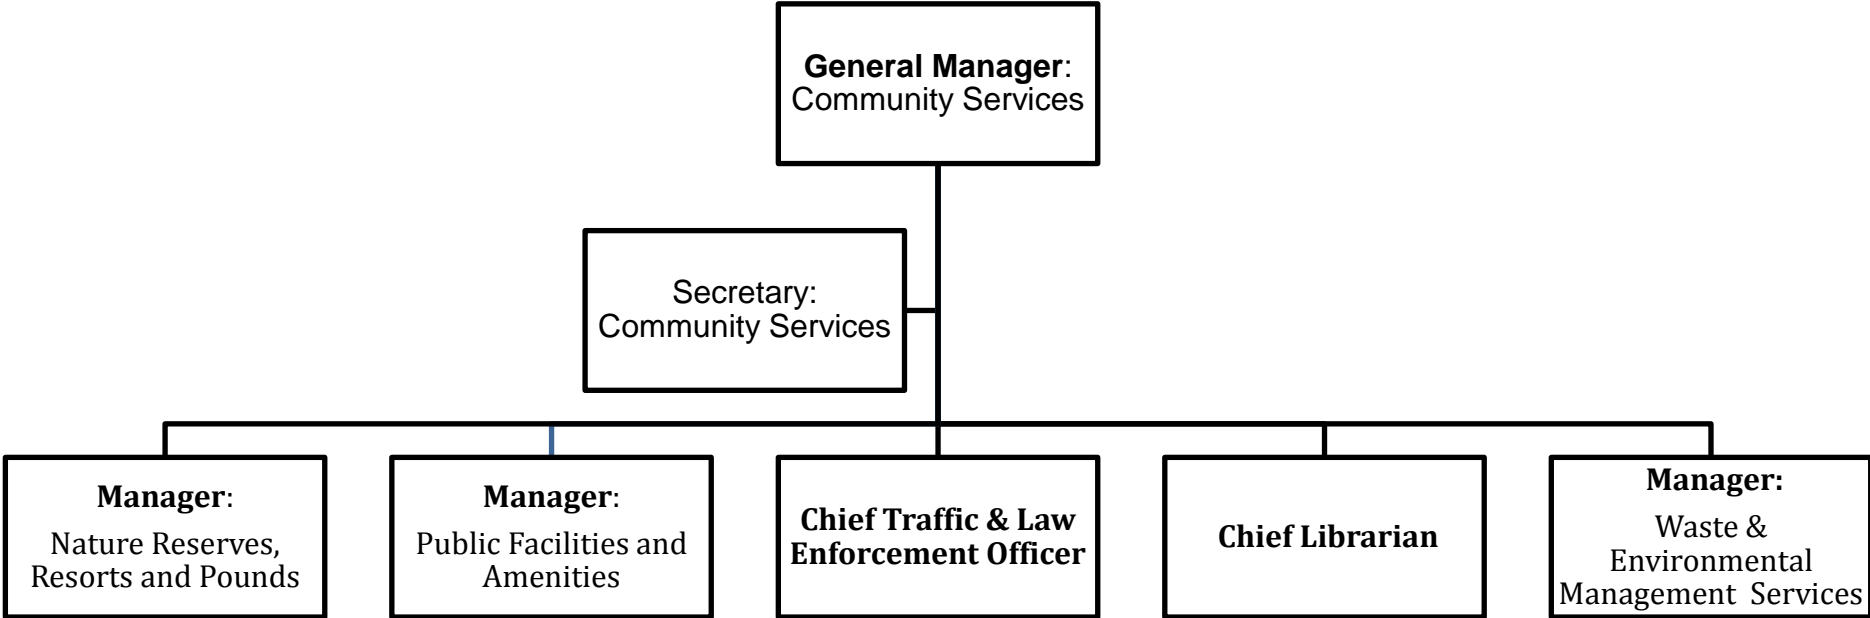 General Manager:
Community Services
Secretary:
Community Services
Manager:
Nature Reserves,
Resorts and Pounds
Manager:
Public Facilities and
Amenities
Chief Traffic & Law
Enforcement Officer
Chief Librarian
Manager:
Waste &
Environmental
Management  Services